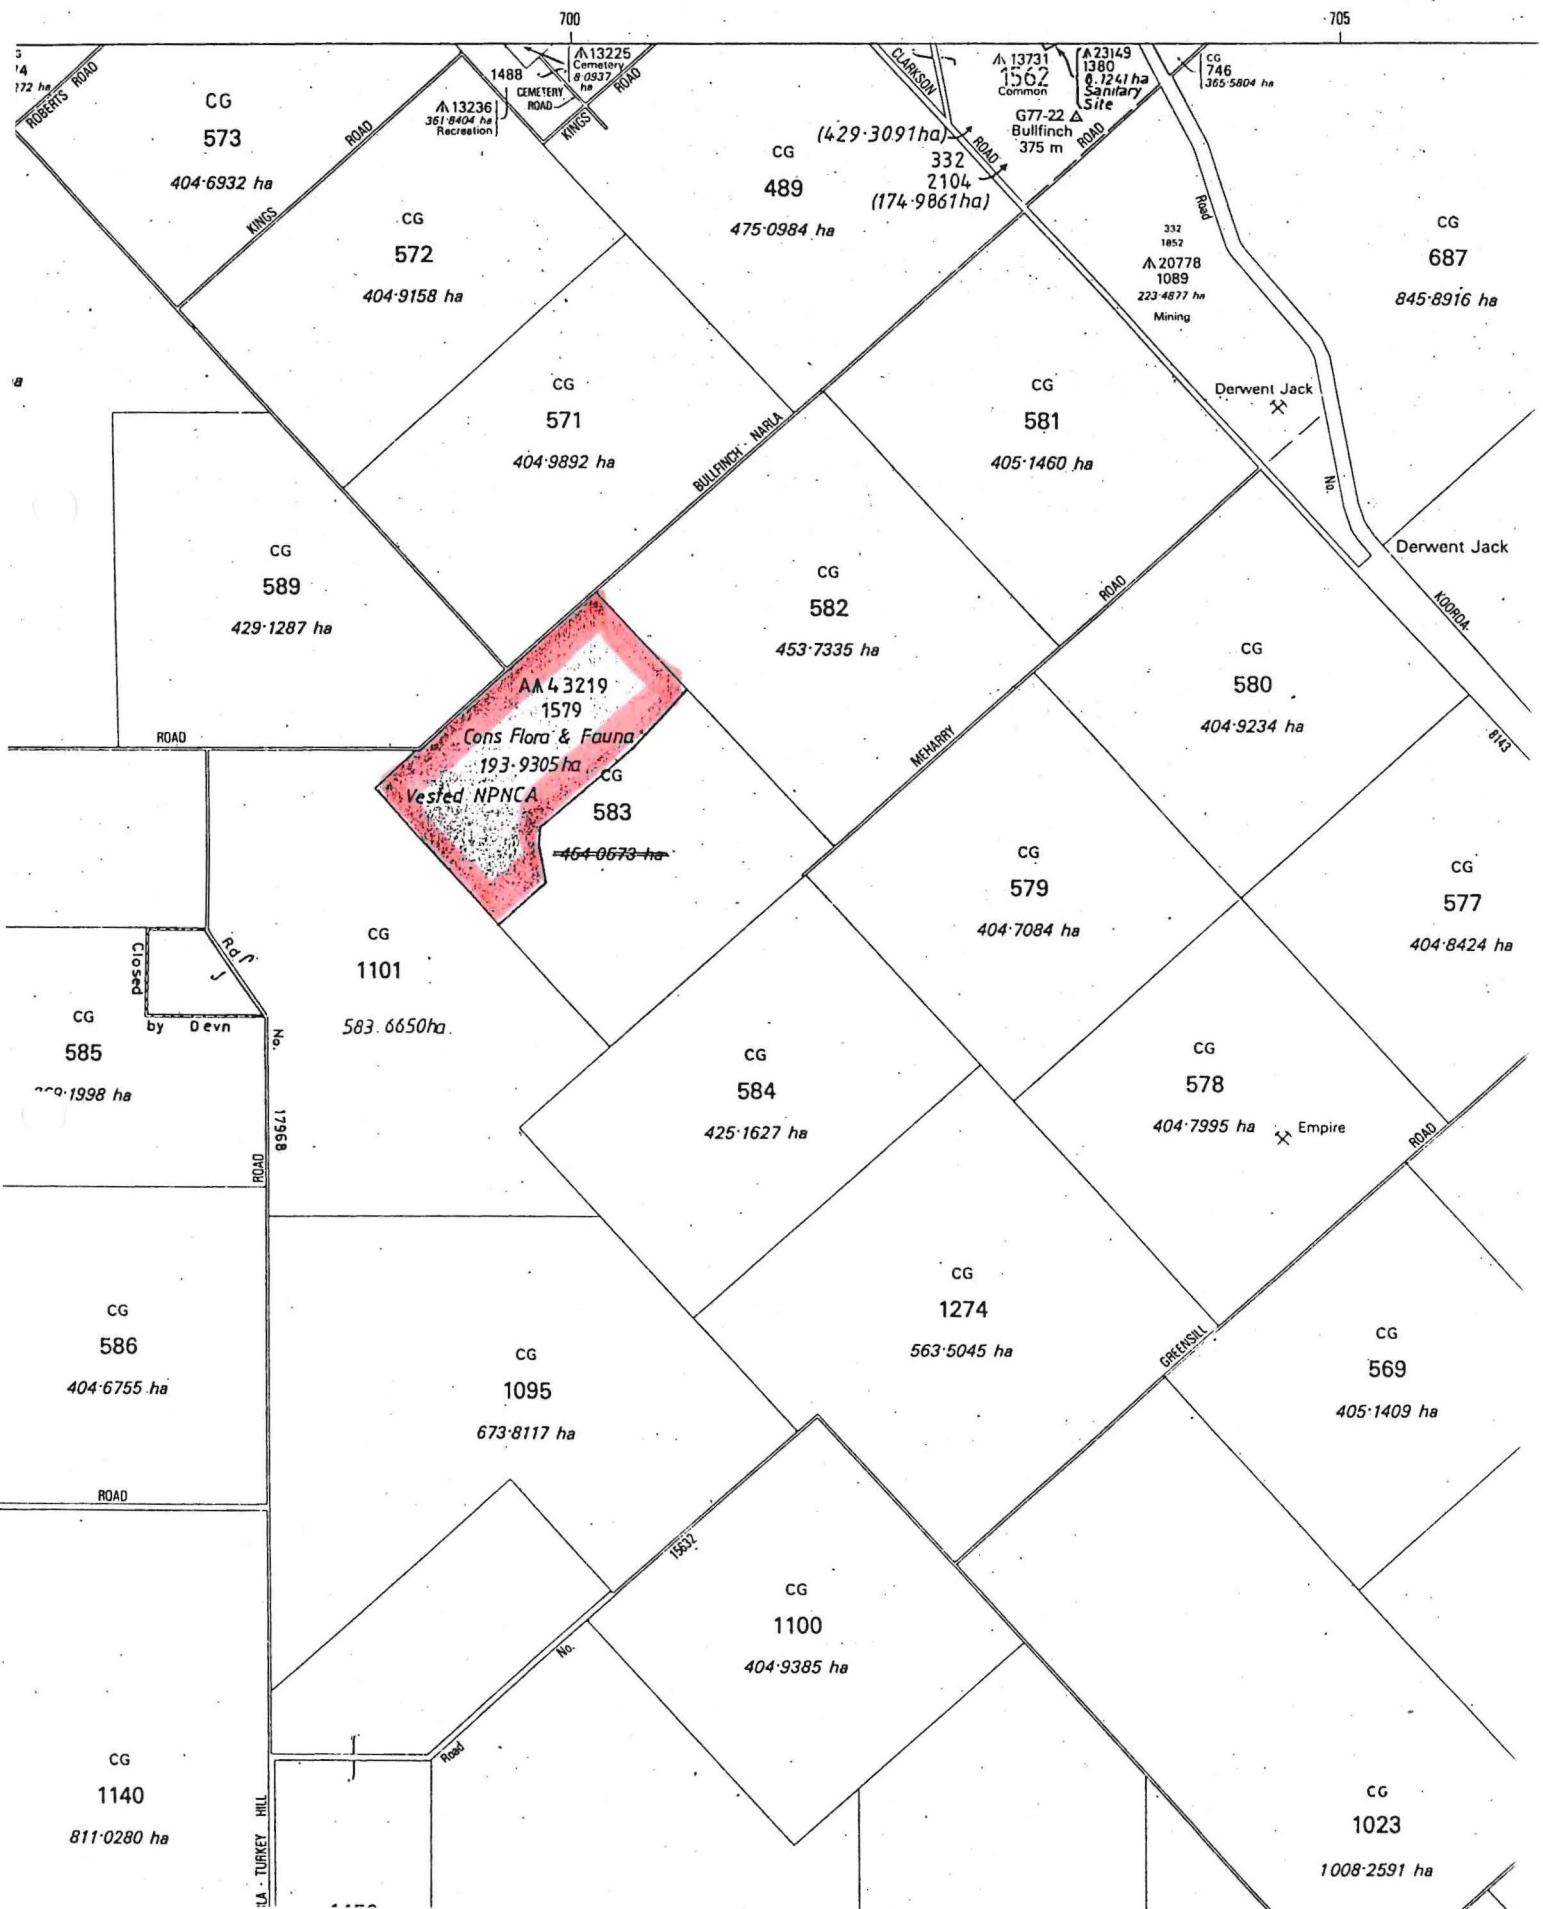 700
705
G
14
272 ha
ROBERTS ROAD
CG
573
404·6932 ha
KINGS
ROAD
1488
CEMETERY
ROAD
13225
Cemetery
8·0937
ha
13236
361·8404 ha
Recreation
KINGS
ROAD
CLARKSON
ROAD
13731
1562
Common
23149
1380
8.1241 ha
Sanitary
Site
G77-22
Bullfinch
375 m
ROAD
CG
746
365·5804 ha
(429·3091ha)
332
2104
(174·9861ha)
CG
489
475·0984 ha
CG
572
404·9158 ha
Road
332
1852
20778
1089
223·4877 ha
Mining
CG
687
845·8916 ha
a
CG
571
404·9892 ha
BULLFINCH - NARLA
CG
581
405·1460 ha
Derwent Jack
No.
Derwent Jack
KOORDA
8143
CG
589
429·1287 ha
CG
582
453·7335 ha
ROAD
CG
580
404·9234 ha
ROAD
43219
1579
Cons Flora & Fauna
193·9305ha
Vested NPNCA
CG
583
454·0573 ha
MEHARRY
CG
579
404·7084 ha
CG
577
404·8424 ha
Closed
Rd
by Devn
CG
1101
583.6650ha.
No.
17968
ROAD
CG
585
·1998 ha
CG
584
425·1627 ha
CG
578
404·7995 ha
Empire
ROAD
CG
586
404·6755 ha
CG
1095
673·8117 ha
CG
1274
563·5045 ha
GREENSILL
CG
569
405·1409 ha
ROAD
15632
No.
Road
CG
1100
404·9385 ha
CG
1140
811·0280 ha
LA - TURKEY HILL
CG
1023
1008·2591 ha